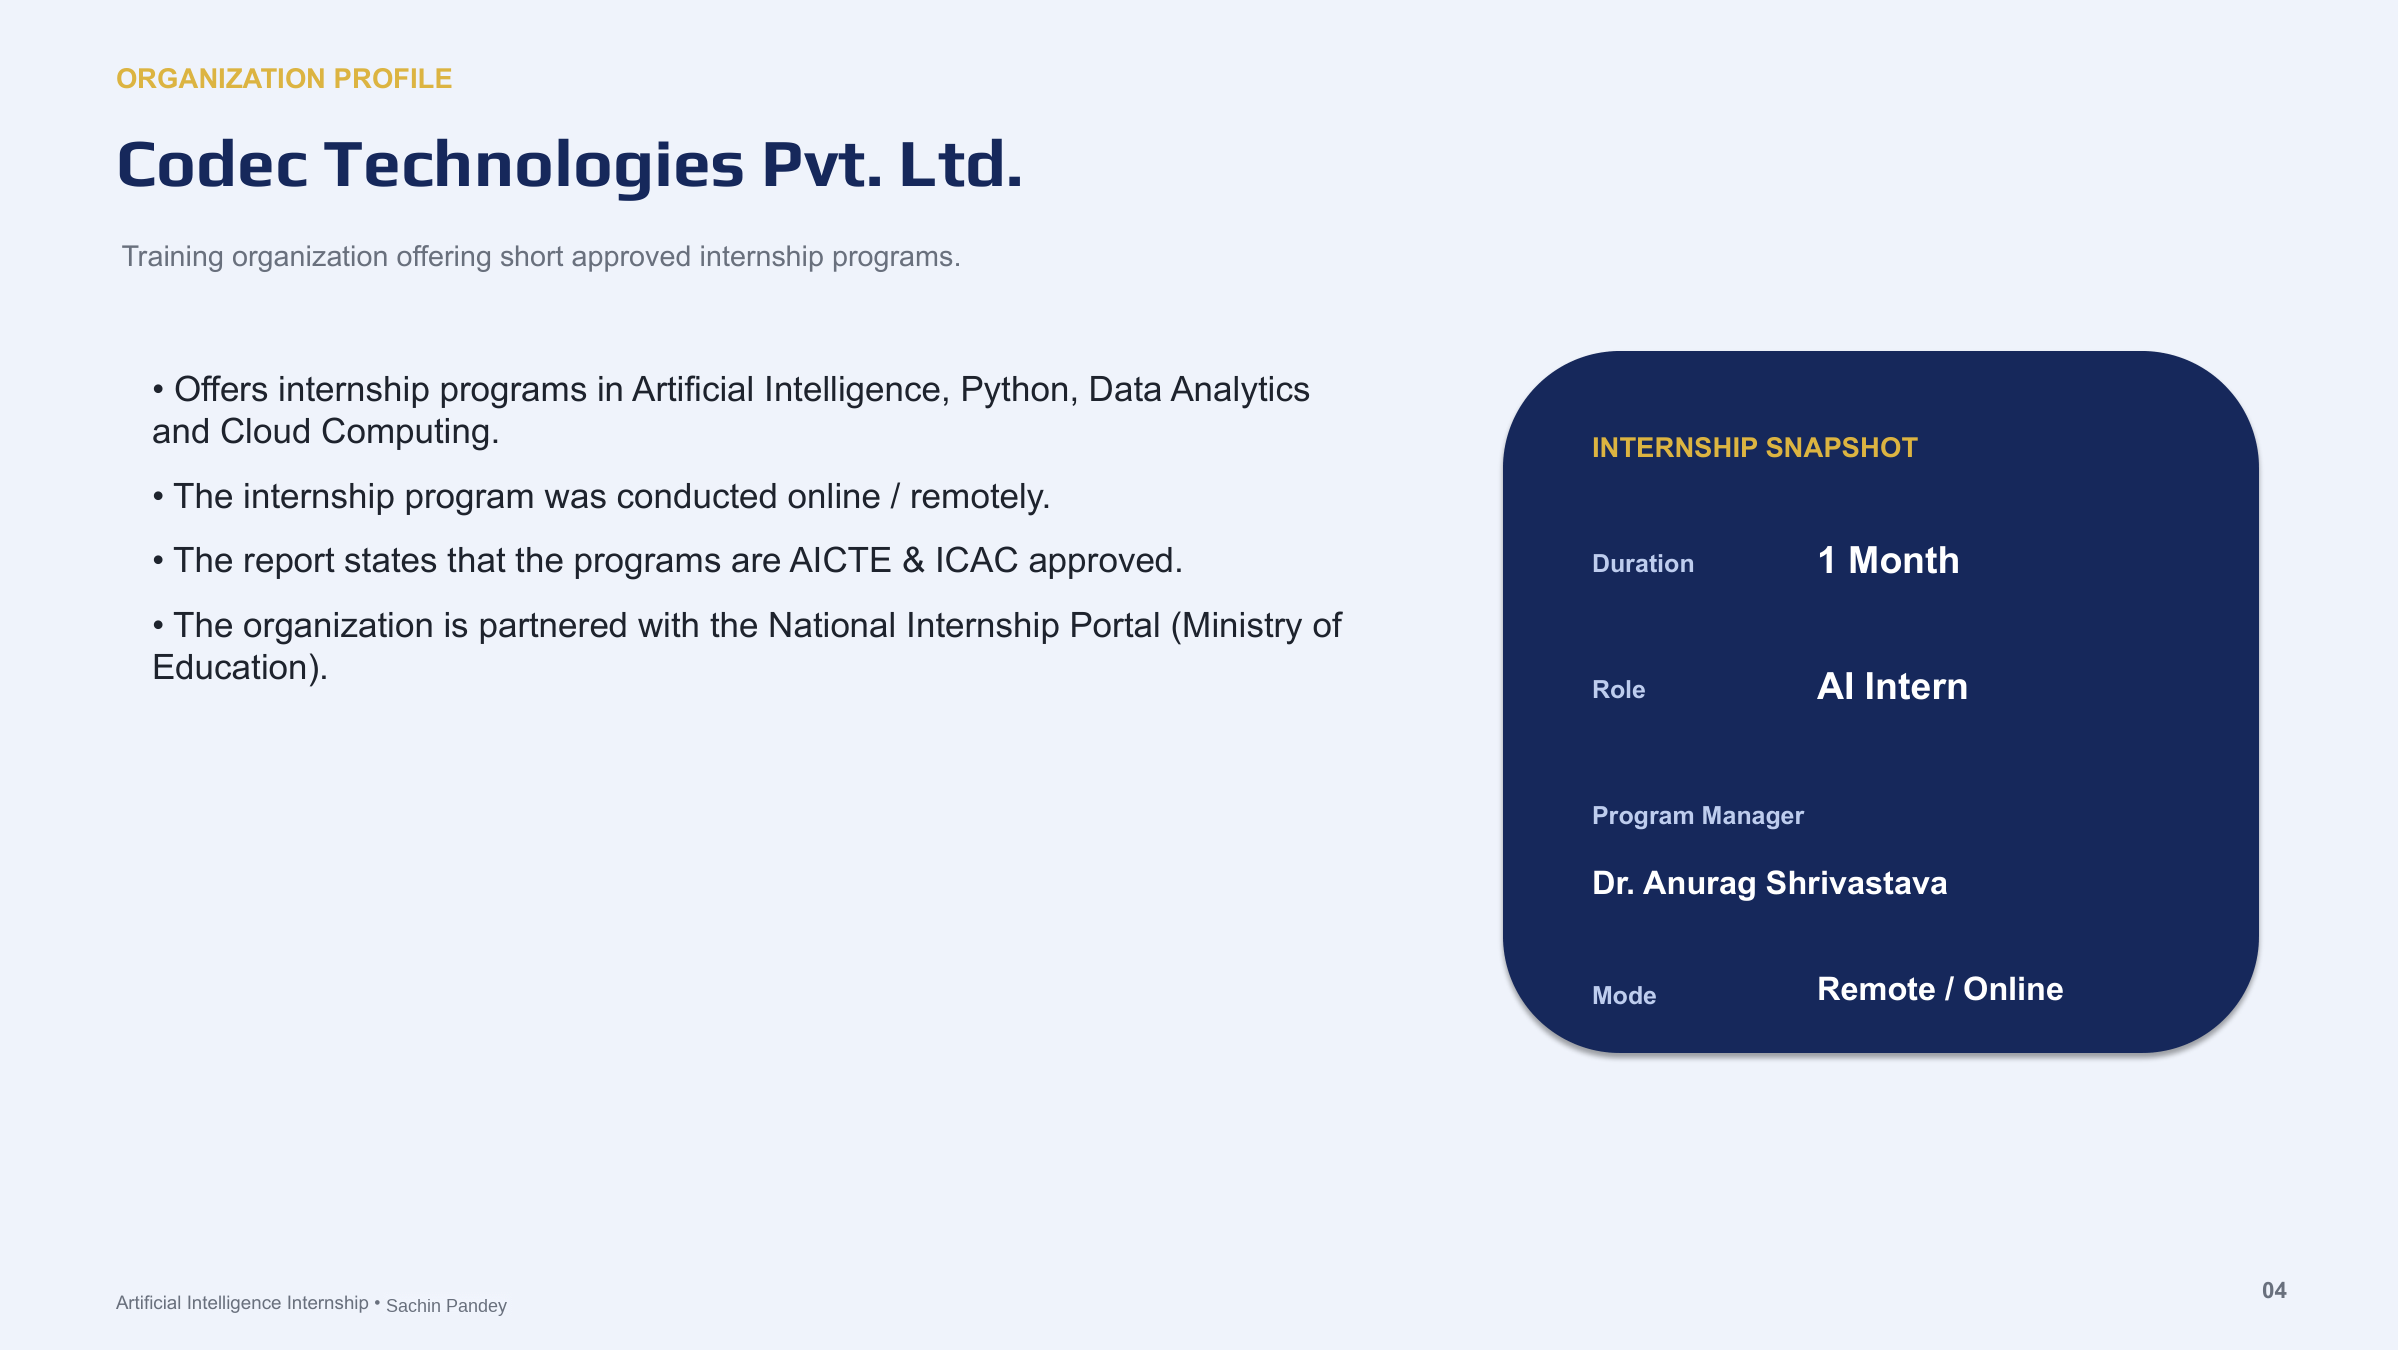 ORGANIZATION PROFILE
Codec Technologies Pvt. Ltd.
Training organization offering short approved internship programs.
• Offers internship programs in Artificial Intelligence, Python, Data Analytics
and Cloud Computing.
• The internship program was conducted online / remotely.
• The report states that the programs are AICTE & ICAC approved.
• The organization is partnered with the National Internship Portal (Ministry of
Education).
INTERNSHIP SNAPSHOT
Duration 1 Month
Role AI Intern
Program Manager
Dr. Anurag Shrivastava
Mode Remote / Online
Artificial Intelligence Internship • Sachin Pandey
04